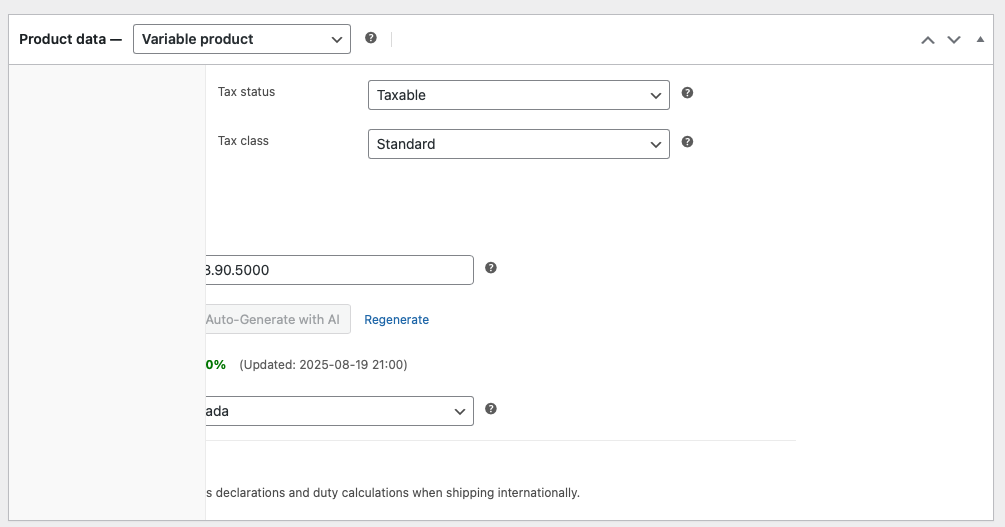 Product data — Variable product
Tax status Taxable
Tax class Standard
.90.5000
Auto-Generate with AI Regenerate
0% (Updated: 2025-08-19 21:00)
ada
s declarations and duty calculations when shipping internationally.